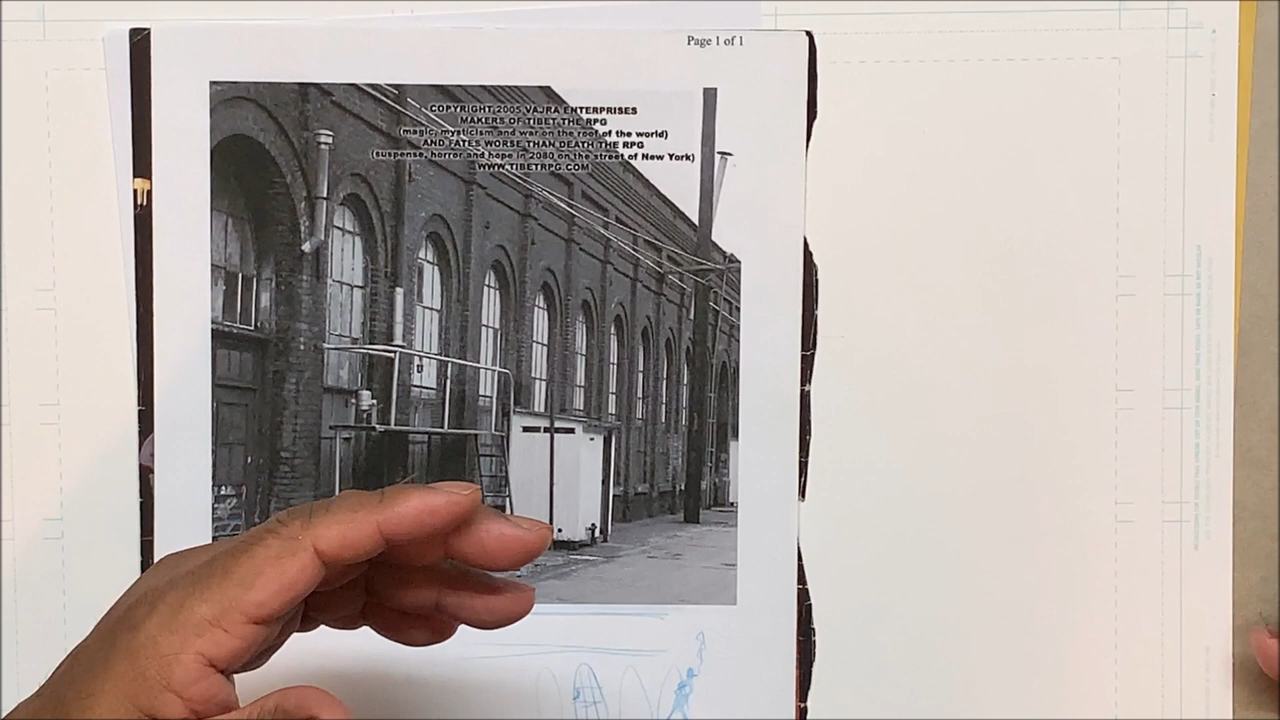 Page 1 of 1
COPYRIGHT 2005 VAJRA ENTERPRISES
MAKERS OF TIBET THE RPG
(magic, mysticism and war on the roof of the world)
AND FATES WORSE THAN DEATH THE RPG
(suspense, horror and hope in 2080 on the street of New York)
WWW.TIBETRPG.COM